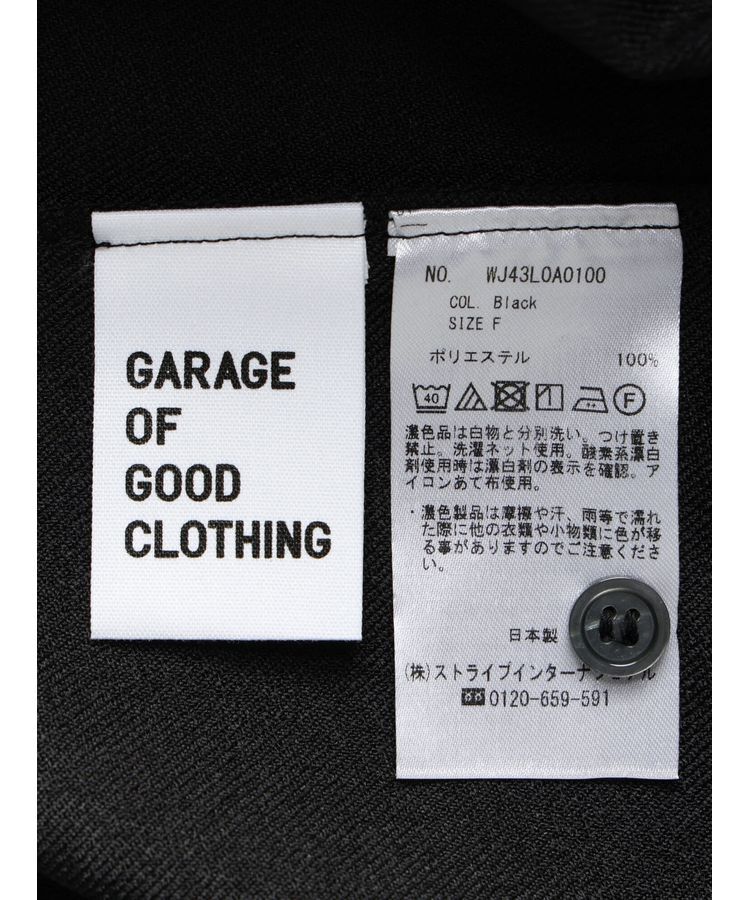 GARAGE
OF
GOOD
CLOTHING
NO. WJ43L0A0100
COL. Black
SIZE F
ポリエステル 100%
40 F
濃色品は白物と分別洗い。つけ置き
禁止。洗濯ネット使用。酸素系漂白
剤使用時は漂白剤の表示を確認。ア
イロンあて布使用。
・濃色製品は摩擦や汗、雨等で濡れ
た際に他の衣類や小物類に色が移
る事がありますのでご注意くださ
い。
日本製
(株)ストライプインターナショナル
0120-659-591